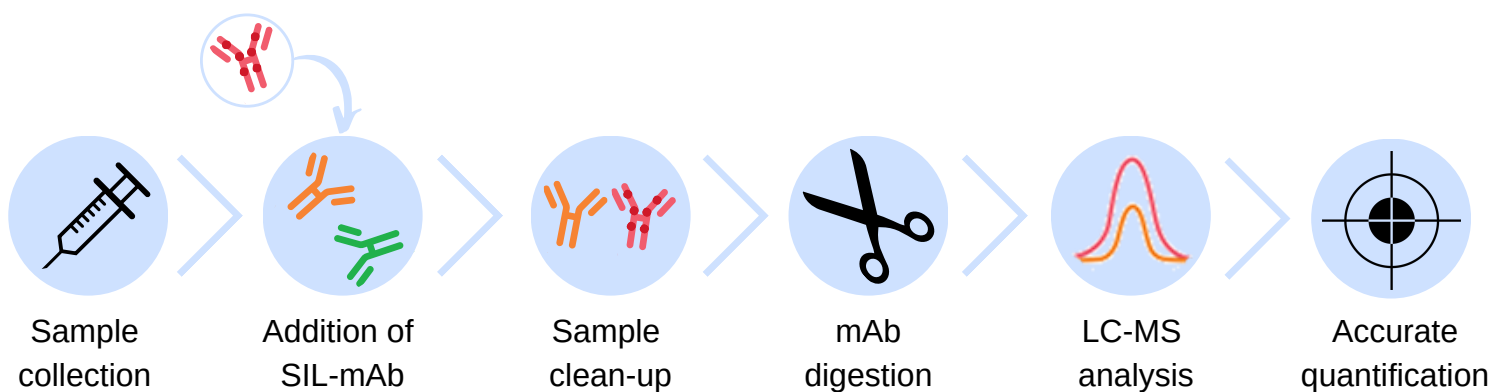 Sample
collection
Addition of
SIL-mAb
Sample
clean-up
mAb
digestion
LC-MS
analysis
Accurate
quantification